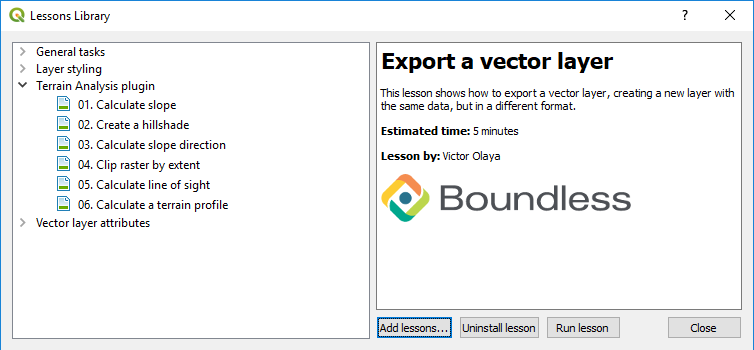 Lessons Library
?
General tasks
Layer styling
Terrain Analysis plugin
01. Calculate slope
02. Create a hillshade
03. Calculate slope direction
04. Clip raster by extent
05. Calculate line of sight
06. Calculate a terrain profile
Vector layer attributes
Export a vector layer
This lesson shows how to export a vector layer, creating a new layer with
the same data, but in a different format.
Estimated time: 5 minutes
Lesson by: Victor Olaya
Boundless
Add lessons...
Uninstall lesson
Run lesson
Close